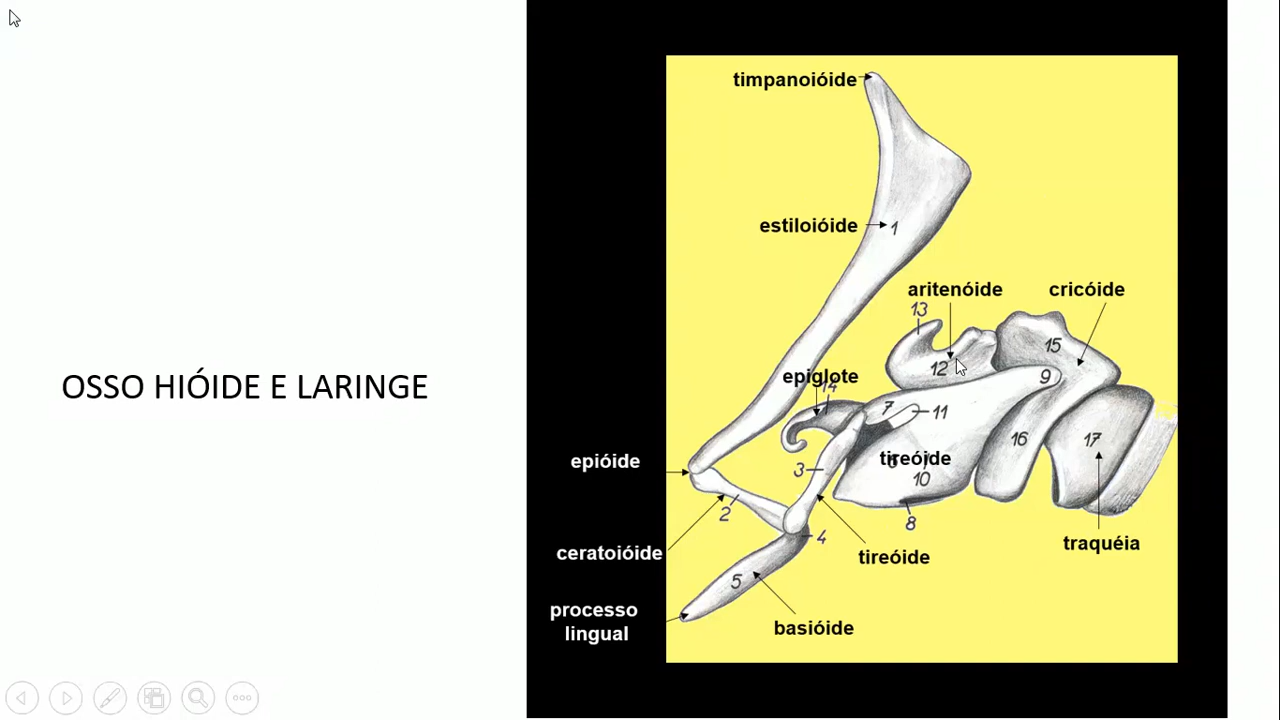 OSSO HIÓIDE E LARINGE
timpanoióide
estiloióide
1
aritenóide
cricóide
13
15
12
epiglote
14
9
7
11
16
17
epióide
3
tireóide
6
10
2
8
4
ceratoióide
tireóide
traquéia
5
processo
lingual
basióide